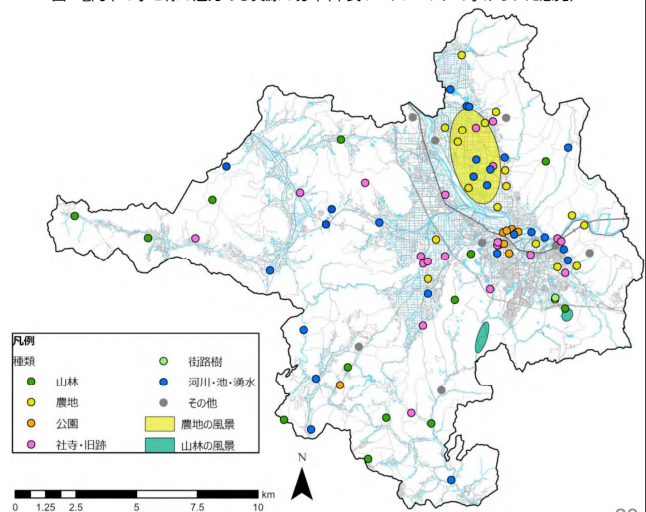 凡例
種類
山林
農地
公園
社寺・旧跡
街路樹
河川・池・湧水
その他
農地の風景
山林の風景
N
0 1.25 2.5 5 7.5 10 km